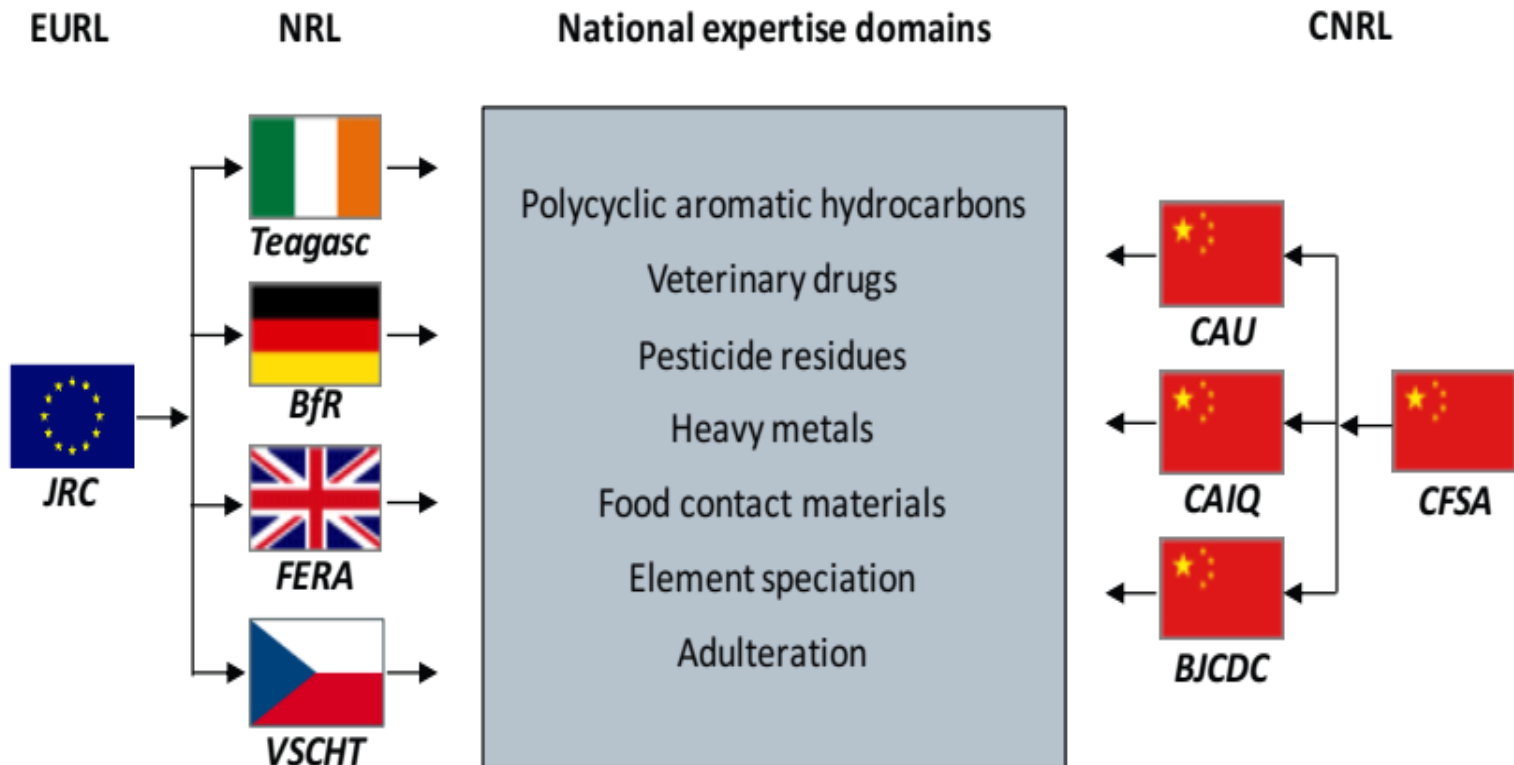 EURL
NRL
National expertise domains
CNRL
Teagasc
BfR
JRC
FERA
VSCHT
Polycyclic aromatic hydrocarbons
Veterinary drugs
Pesticide residues
Heavy metals
Food contact materials
Element speciation
Adulteration
CAU
CAIQ
CFSA
BJCDC